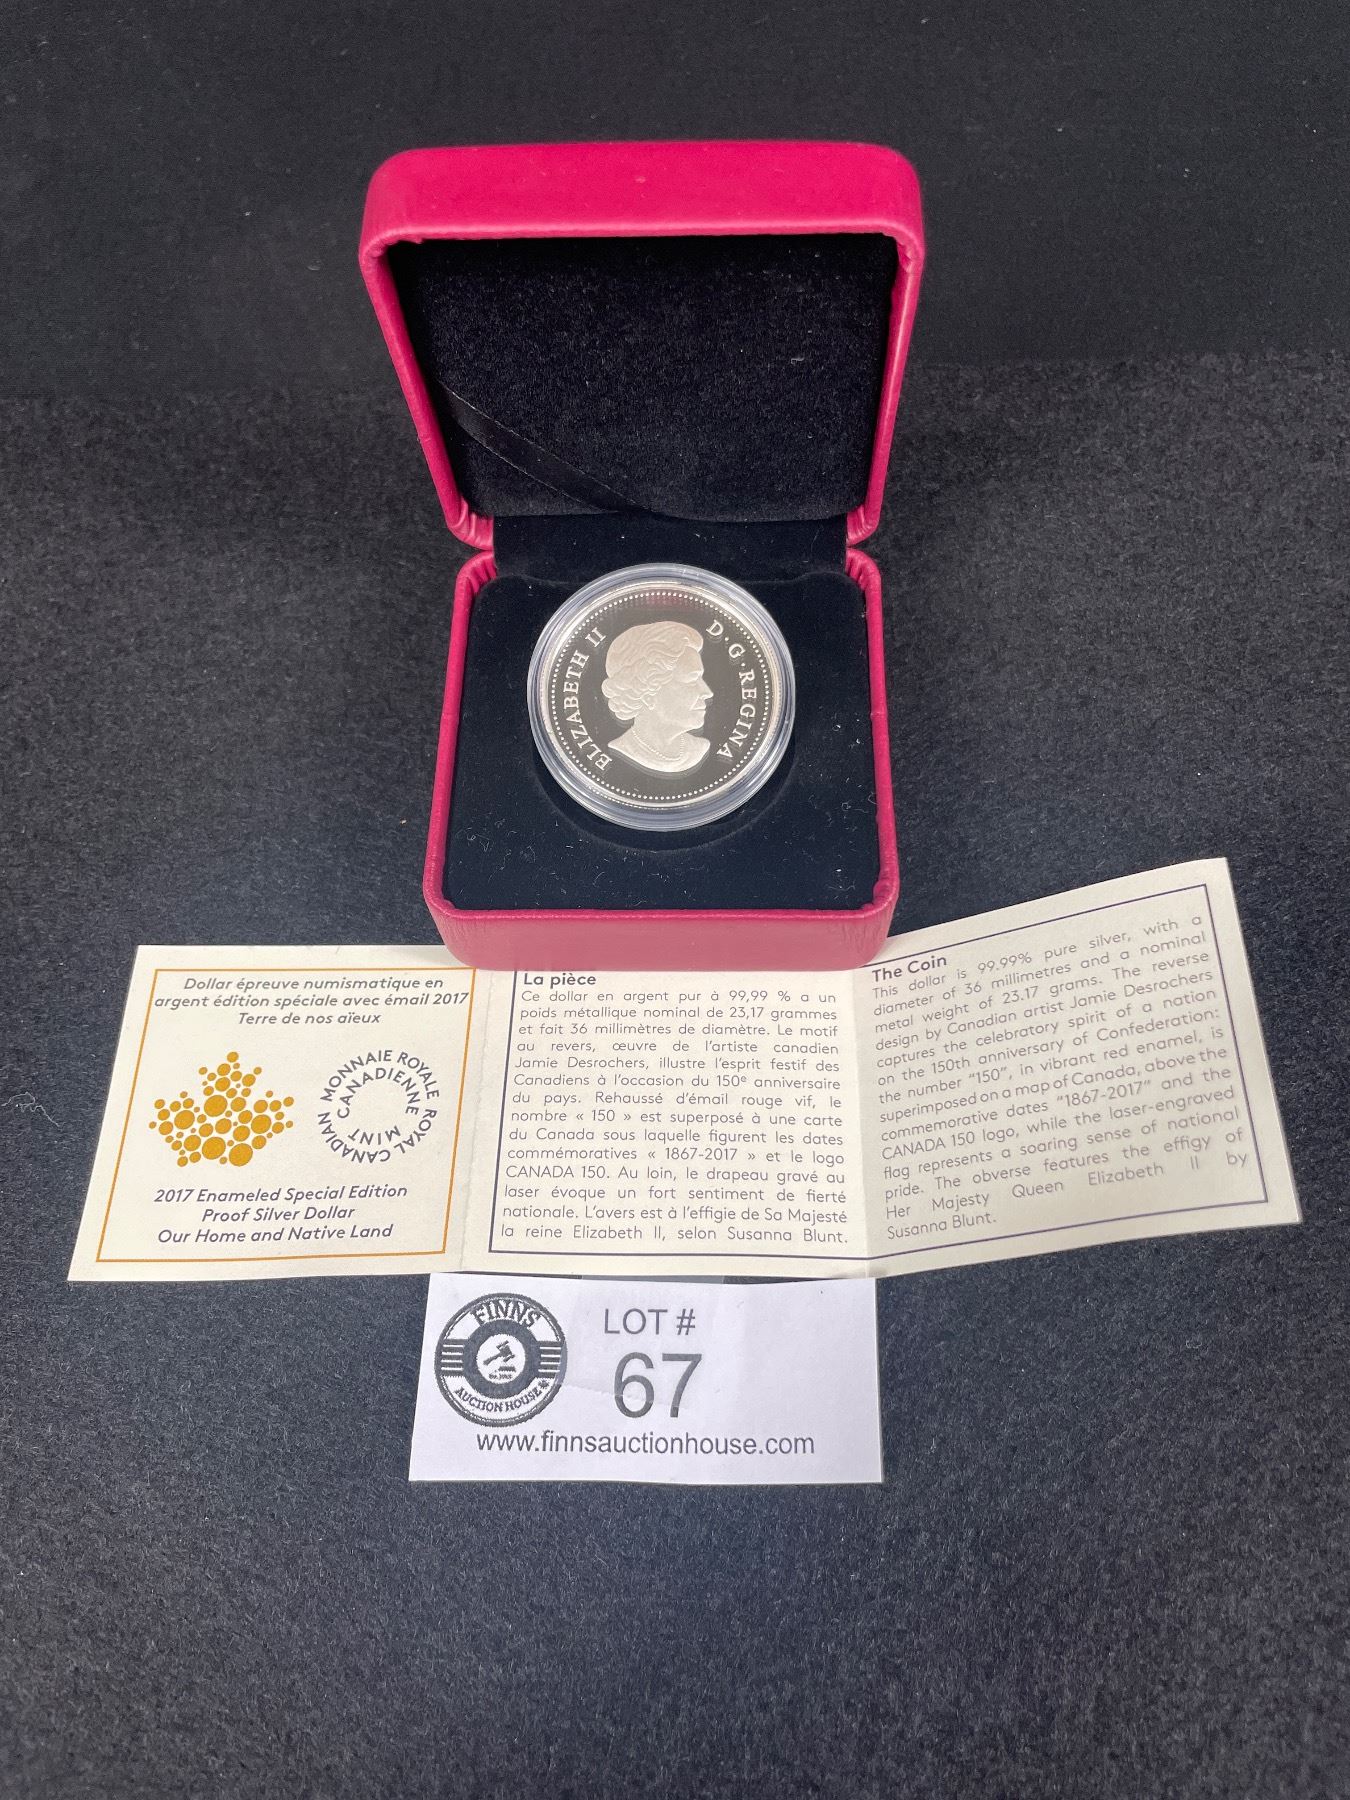 ELIZABETH II
D·G·REGINA
Dollar épreuve numismatique en
argent édition spéciale avec émail 2017
Terre de nos aïeux
MONNAIE ROYALE CANADIENNE
ROYAL CANADIAN MINT
2017 Enameled Special Edition
Proof Silver Dollar
Our Home and Native Land
La pièce
Ce dollar en argent pur à 99,99 % a un
poids métallique nominal de 23,17 grammes
et fait 36 millimètres de diamètre. Le motif
au revers, œuvre de l'artiste canadien
Jamie Desrochers, illustre l'esprit festif des
Canadiens à l'occasion du 150e anniversaire
du pays. Rehaussé d'émail rouge vif, le
nombre « 150 » est superposé à une carte
du Canada sous laquelle figurent les dates
commémoratives « 1867-2017 » et le logo
CANADA 150. Au loin, le drapeau gravé au
laser évoque un fort sentiment de fierté
nationale. L'avers est à l'effigie de Sa Majesté
la reine Elizabeth II, selon Susanna Blunt.
The Coin
This dollar is 99.99% pure silver, with a
diameter of 36 millimetres and a nominal
metal weight of 23.17 grams. The reverse
design by Canadian artist Jamie Desrochers
captures the celebratory spirit of a nation
on the 150th anniversary of Confederation:
the number "150", in vibrant red enamel, is
superimposed on a map of Canada, above the
commemorative dates "1867-2017" and the
CANADA 150 logo, while the laser-engraved
flag represents a soaring sense of national
pride. The obverse features the effigy of
Her Majesty Queen Elizabeth II by
Susanna Blunt.
FINNS
AUCTION HOUSE
LOT #
67
www.finnsauctionhouse.com